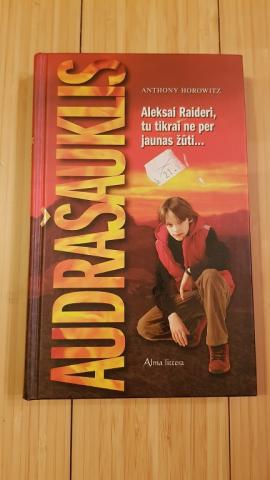 ANTHONY HOROWITZ
Aleksai Raideri,
tu tikrai ne per
jaunas žūti...
AUDRAŠAUKLIS
Alma littera